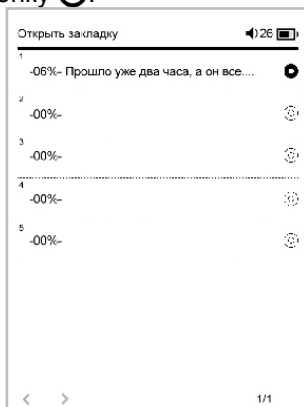 нку
Открыть закладку 26
1
-06%- Прошло уже два часа, а он все....
2
-00%-
3
-00%-
4
-00%-
5
-00%-
< > 1/1